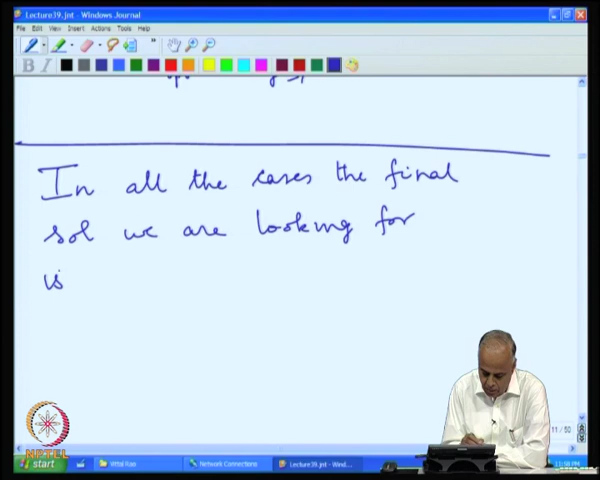 Lecture39.jnt - Windows Journal
File Edit View Insert Actions Tools Help
In all the cases the final
sol we are looking for
is
11 / 50
NPTEL
start
Vittal Rao
Network Connections
Lecture39.jnt - Wind...